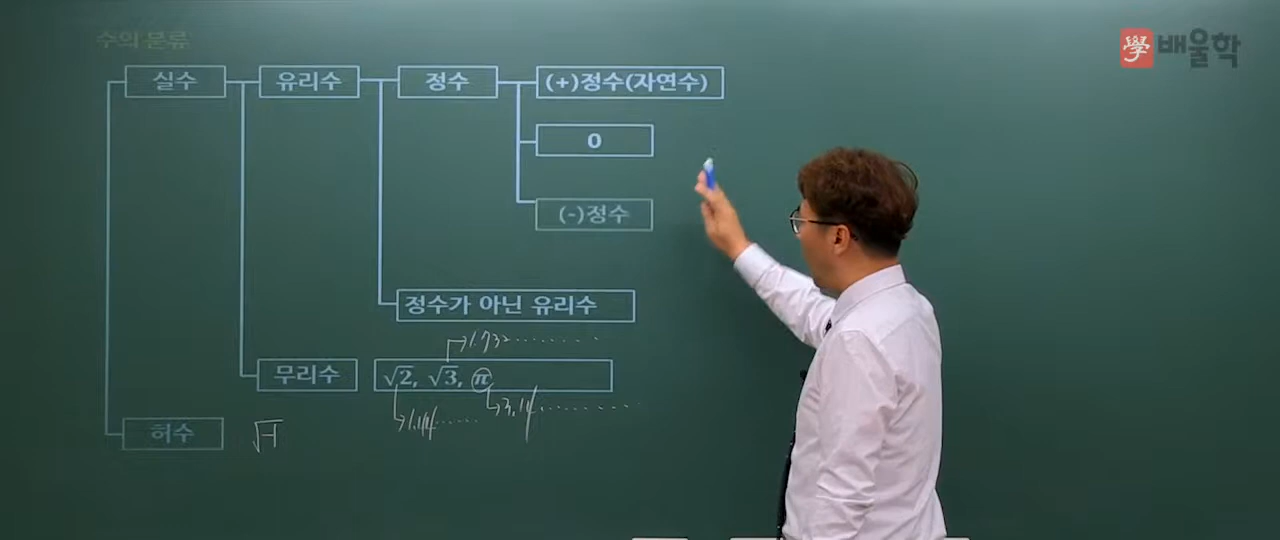 수의 분류
學 배울학
실수 유리수 정수 (+)정수(자연수)
0
(-)정수
정수가 아닌 유리수
1.732........
무리수 √2, √3, π
1.414...... 3.14.........
허수 √-1